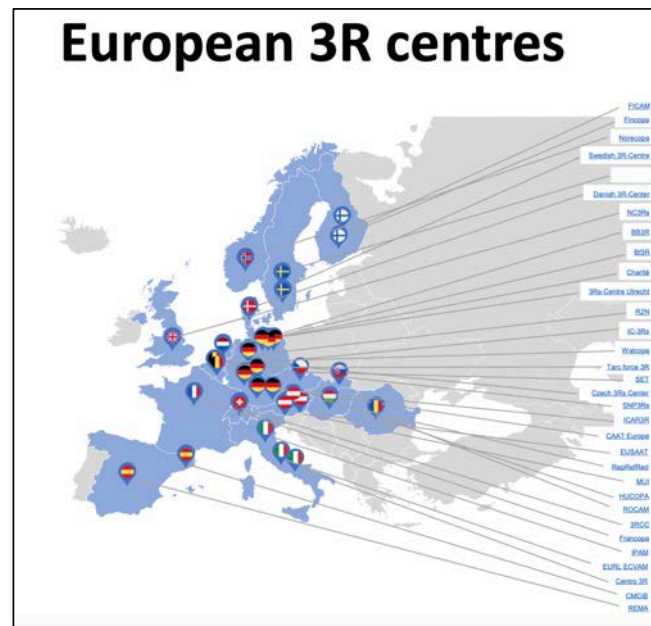 European 3R centres
FICAM
Fincopa
Norecopa
Swedish 3R-Centre
Danish 3R-Center
NC3Rs
BB3R
Bf3R
Charité
3Rs-Centre Utrecht
R2N
IC-3Rs
Walcopa
Tarc force 3R
SET
Czech 3Rs Center
SNP3Rs
ICAR3R
CAAT Europe
EUSAAT
RepRefRed
MUI
HUCOPA
ROCAM
3RCC
Francopa
IPAM
EURL ECVAM
Centro 3R
CMCiB
REMA